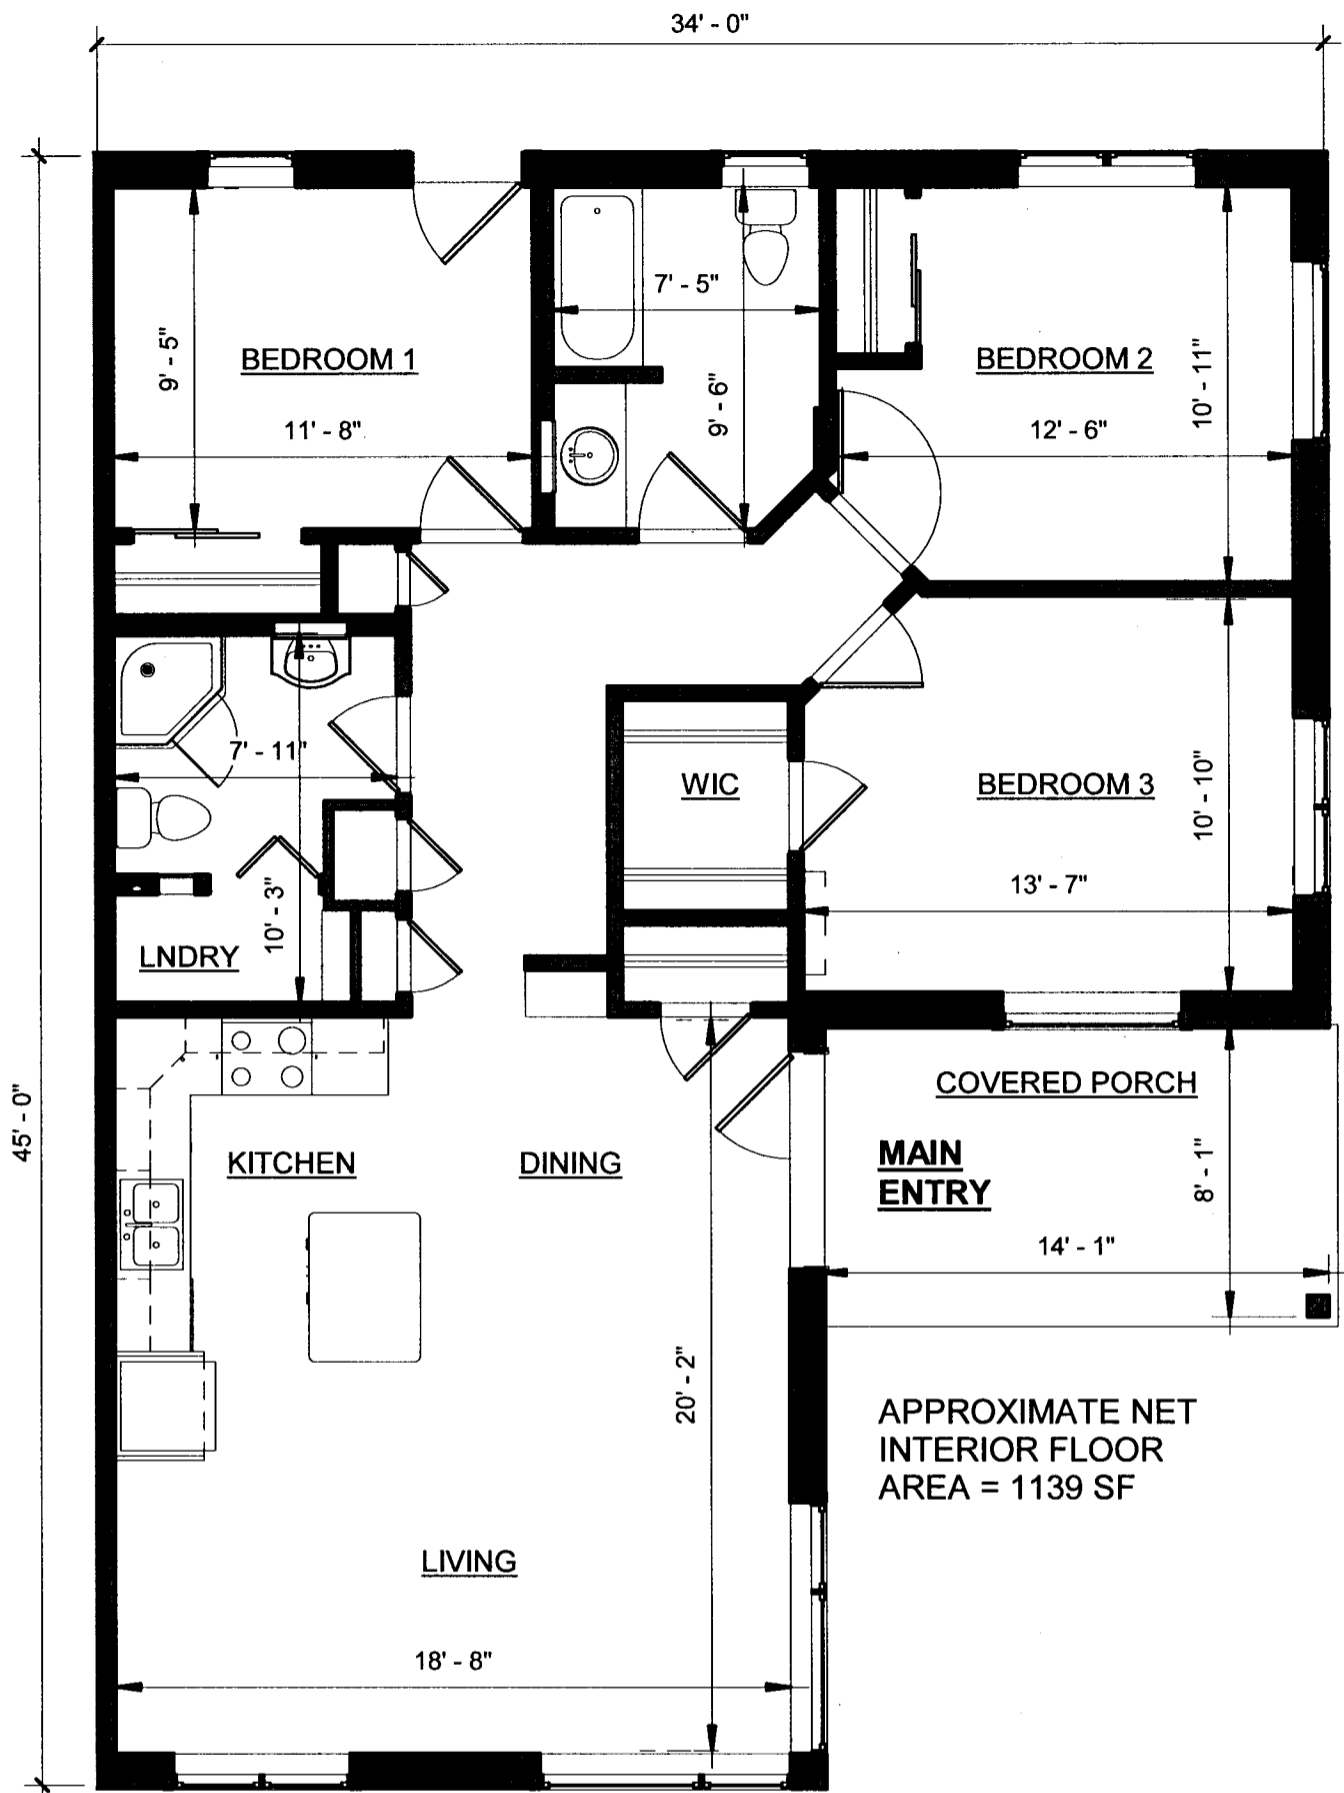 34' - 0"
45' - 0"
BEDROOM 1
9' - 5"
11' - 8"
7' - 5"
9' - 6"
BEDROOM 2
10' - 11"
12' - 6"
7' - 11"
10' - 3"
LNDRY
WIC
BEDROOM 3
10' - 10"
13' - 7"
KITCHEN
DINING
COVERED PORCH
MAIN
ENTRY
8' - 1"
14' - 1"
20' - 2"
APPROXIMATE NET
INTERIOR FLOOR
AREA = 1139 SF
LIVING
18' - 8"